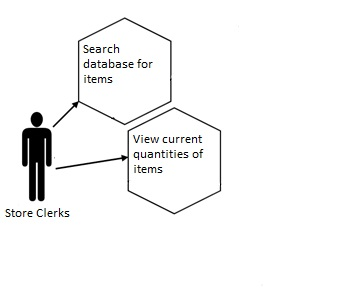 Search
database for
items
View current
quantities of
items
Store Clerks